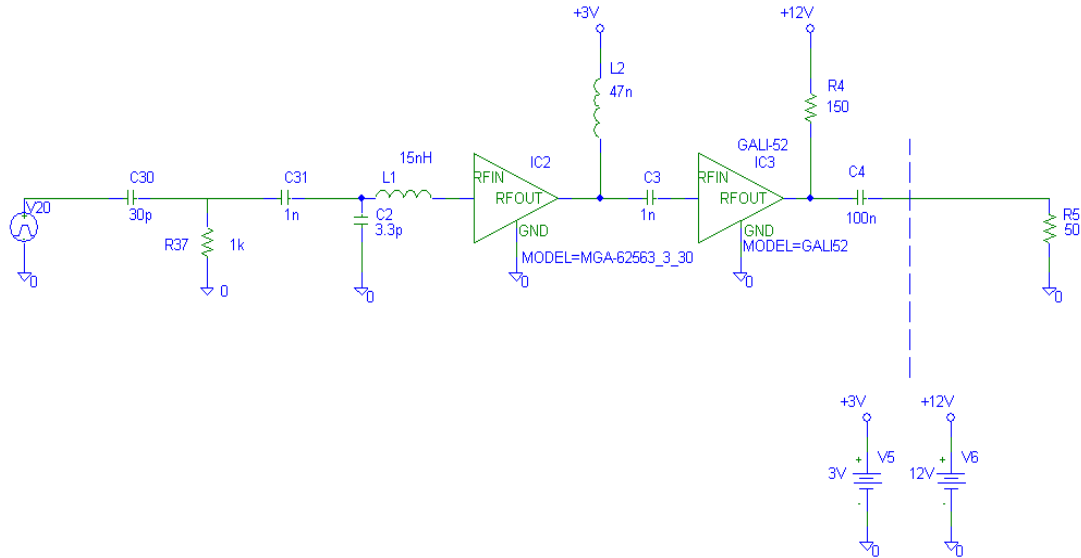 +3V
+12V
L2
47n
R4
150
GALI-52
15nH
IC2
IC3
C30
C31
L1
RFIN
RFOUT
C3
RFIN
RFOUT
C4
V20
30p
1n
C2
3.3p
1n
100n
R5
50
R37
1k
GND
GND
MODEL=MGA-62563_3_30
MODEL=GALI52
0
0
0
0
0
0
+3V
+12V
V5
3V
V6
12V
0
0